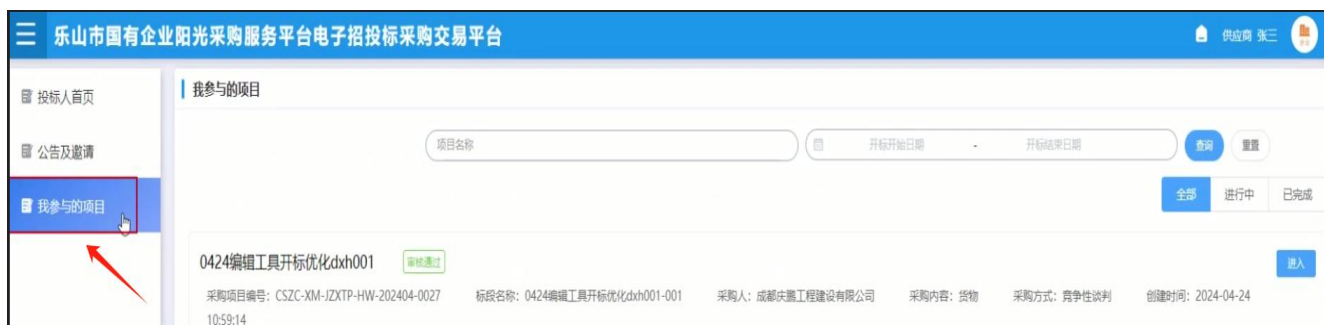 乐山市国有企业阳光采购服务平台电子招投标采购交易平台
供应商 张三
投标人首页
公告及邀请
我参与的项目
我参与的项目
项目名称
开标开始日期 - 开标结束日期
查询 重置
全部 进行中 已完成
0424编辑工具开标优化dxh001 审核通过
进入
采购项目编号：CSZC-XM-JZXTP-HW-202404-0027 标段名称：0424编辑工具开标优化dxh001-001 采购人：成都庆鹏工程建设有限公司 采购内容：货物 采购方式：竞争性谈判 创建时间：2024-04-24
10:59:14